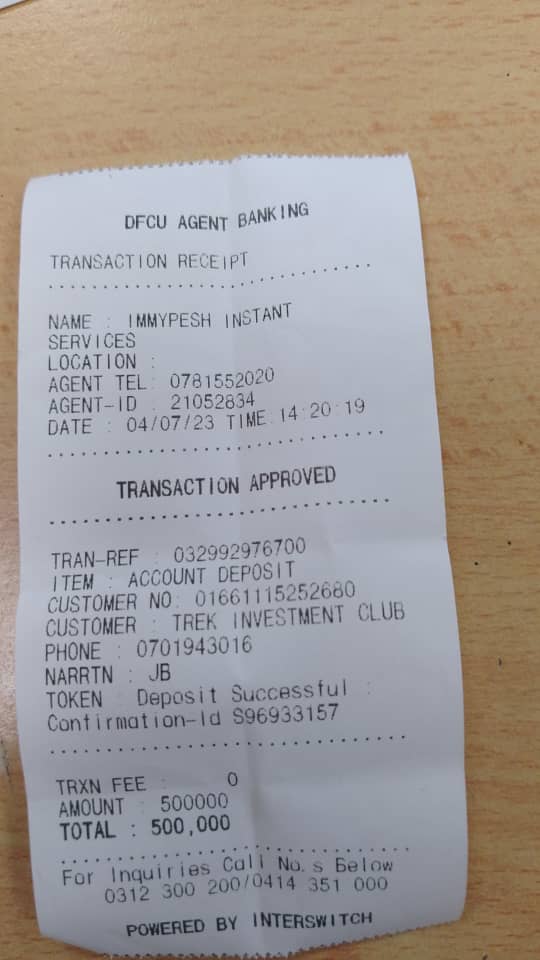 DFCU AGENT BANKING
TRANSACTION RECEIPT
NAME : IMMYPESH INSTANT
SERVICES
LOCATION :
AGENT TEL: 0781552020
AGENT-ID : 21052834
DATE : 04/07/23 TIME 14:20:19
TRANSACTION APPROVED
TRAN-REF : 032992976700
ITEM : ACCOUNT DEPOSIT
CUSTOMER NO: 01661115252680
CUSTOMER : TREK INVESTMENT CLUB
PHONE : 0701943016
NARRTN : JB
TOKEN : Deposit Successful :
Confirmation-Id S96933157
TRXN FEE : 0
AMOUNT : 500000
TOTAL : 500,000
For Inquiries Call No.s Below
0312 300 200/0414 351 000
POWERED BY INTERSWITCH